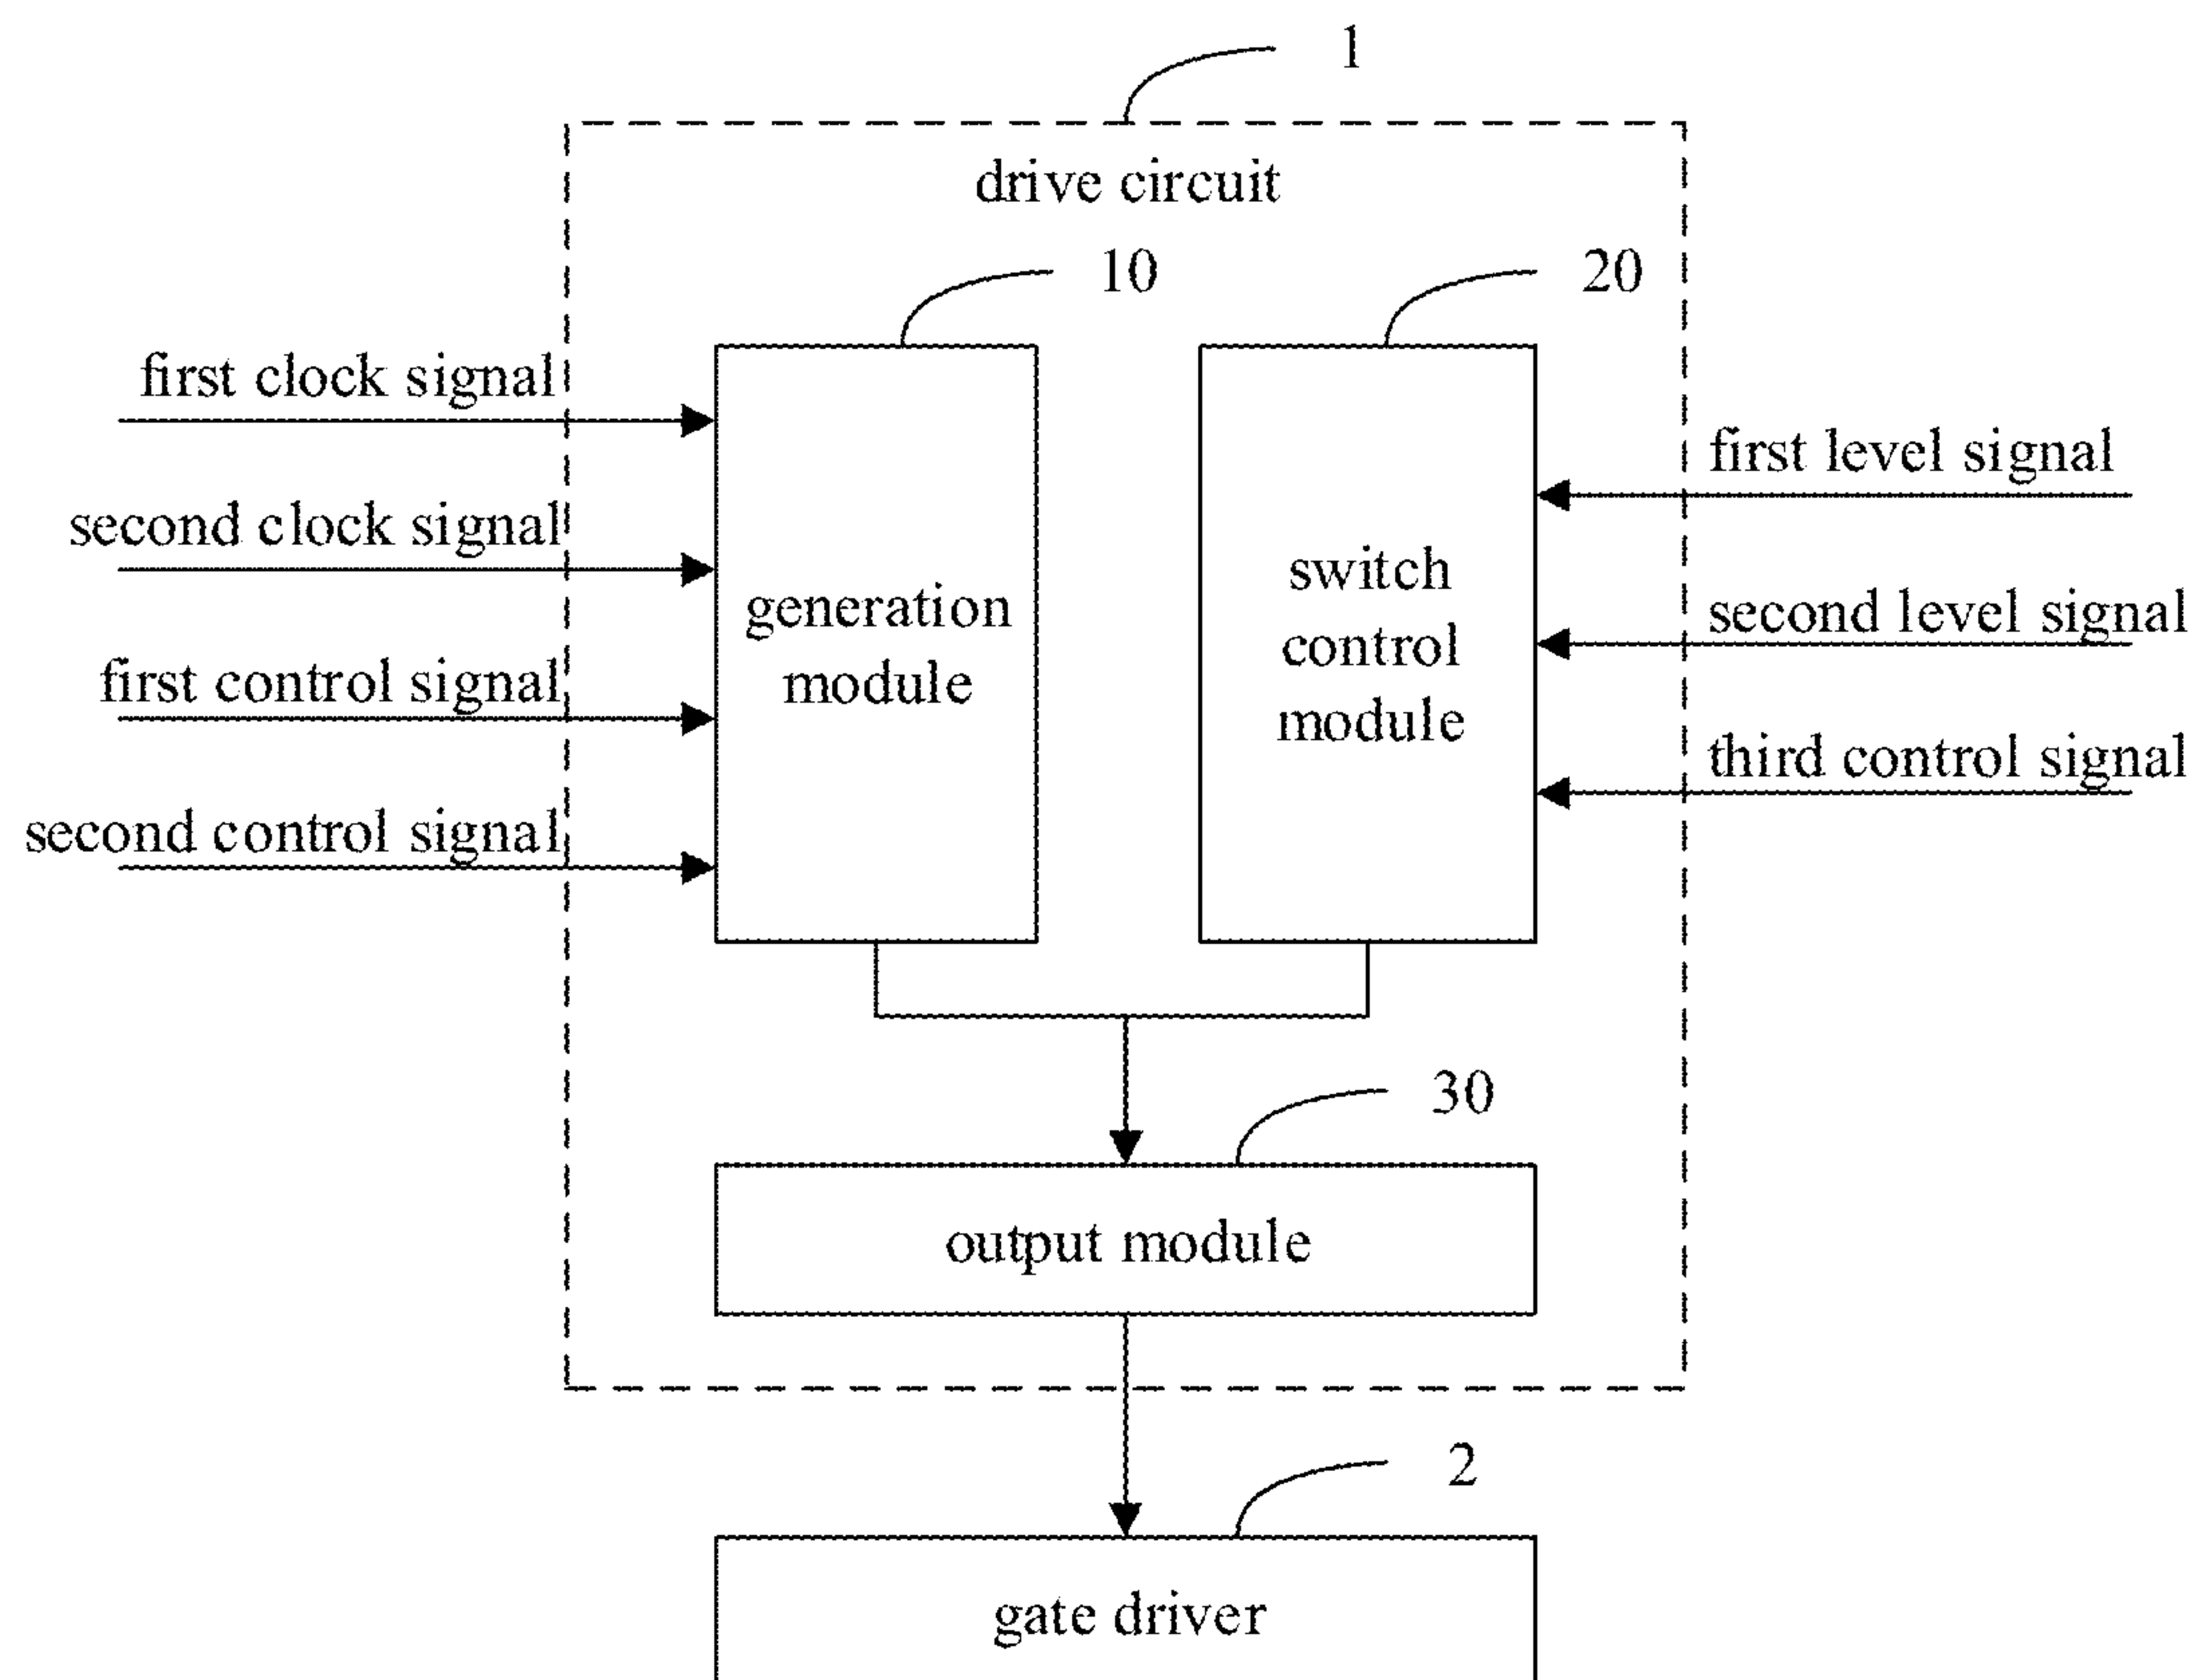 1
drive circuit
10
20
first clock signal
second clock signal
first control signal
second control signal
generation
module
switch
control
module
first level signal
second level signal
third control signal
30
output module
2
gate driver